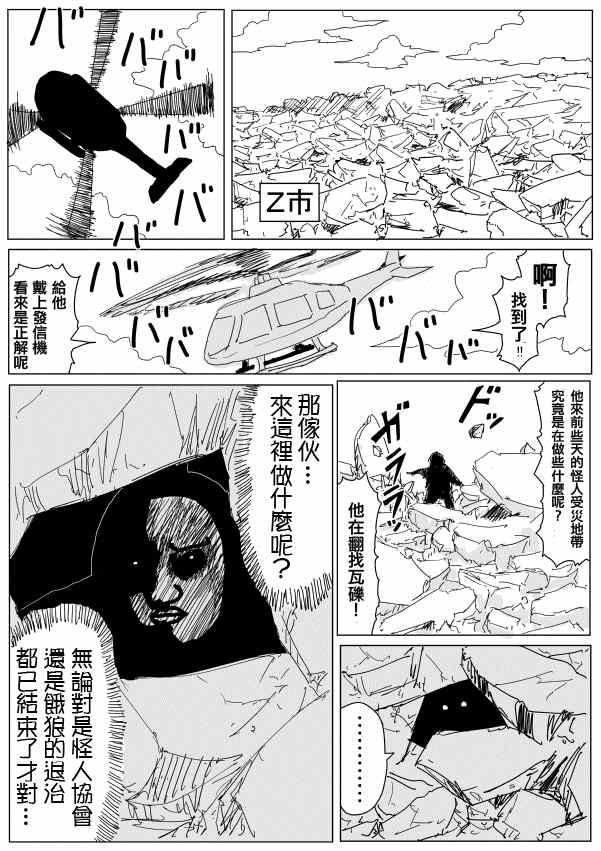 Z市
バ
バ
バ
バ
バ
バ
バ
啊！
找到了!!
給他
戴上發信機
看來是正解呢
バ
バ
バ
バ
バ
他來前些天的怪人受災地帶
究竟是在做些什麼呢？
ド
ガララ
他在翻找瓦礫！
…………
那傢伙…
來這裡做什麼呢？
無論對是怪人協會
還是餓狼的退治
都已結束了才對…